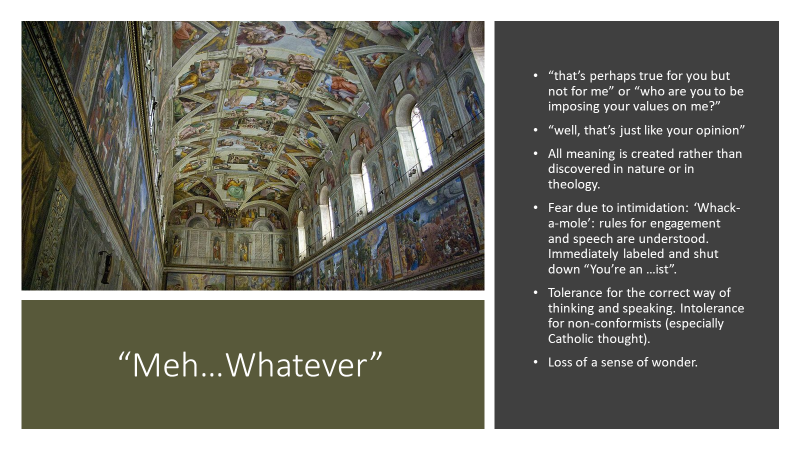 “Meh…Whatever”
• “that’s perhaps true for you but
not for me” or “who are you to be
imposing your values on me?”
• “well, that’s just like your opinion”
• All meaning is created rather than
discovered in nature or in
theology.
• Fear due to intimidation: ‘Whack-
a-mole’: rules for engagement
and speech are understood.
Immediately labeled and shut
down “You’re an …ist”.
• Tolerance for the correct way of
thinking and speaking. Intolerance
for non-conformists (especially
Catholic thought).
• Loss of a sense of wonder.